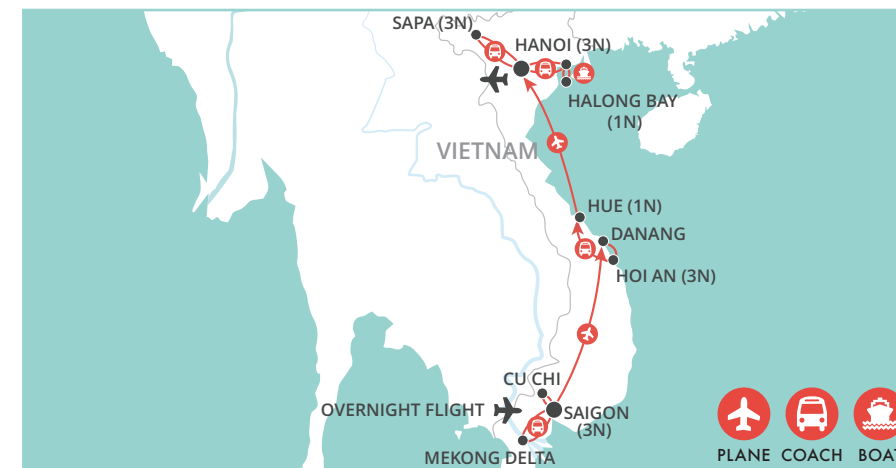 SAPA (3N)
HANOI (3N)
HALONG BAY
(1N)
VIETNAM
HUE (1N)
DANANG
HOI AN (3N)
CU CHI
OVERNIGHT FLIGHT
SAIGON
(3N)
MEKONG DELTA
PLANE COACH BOAT